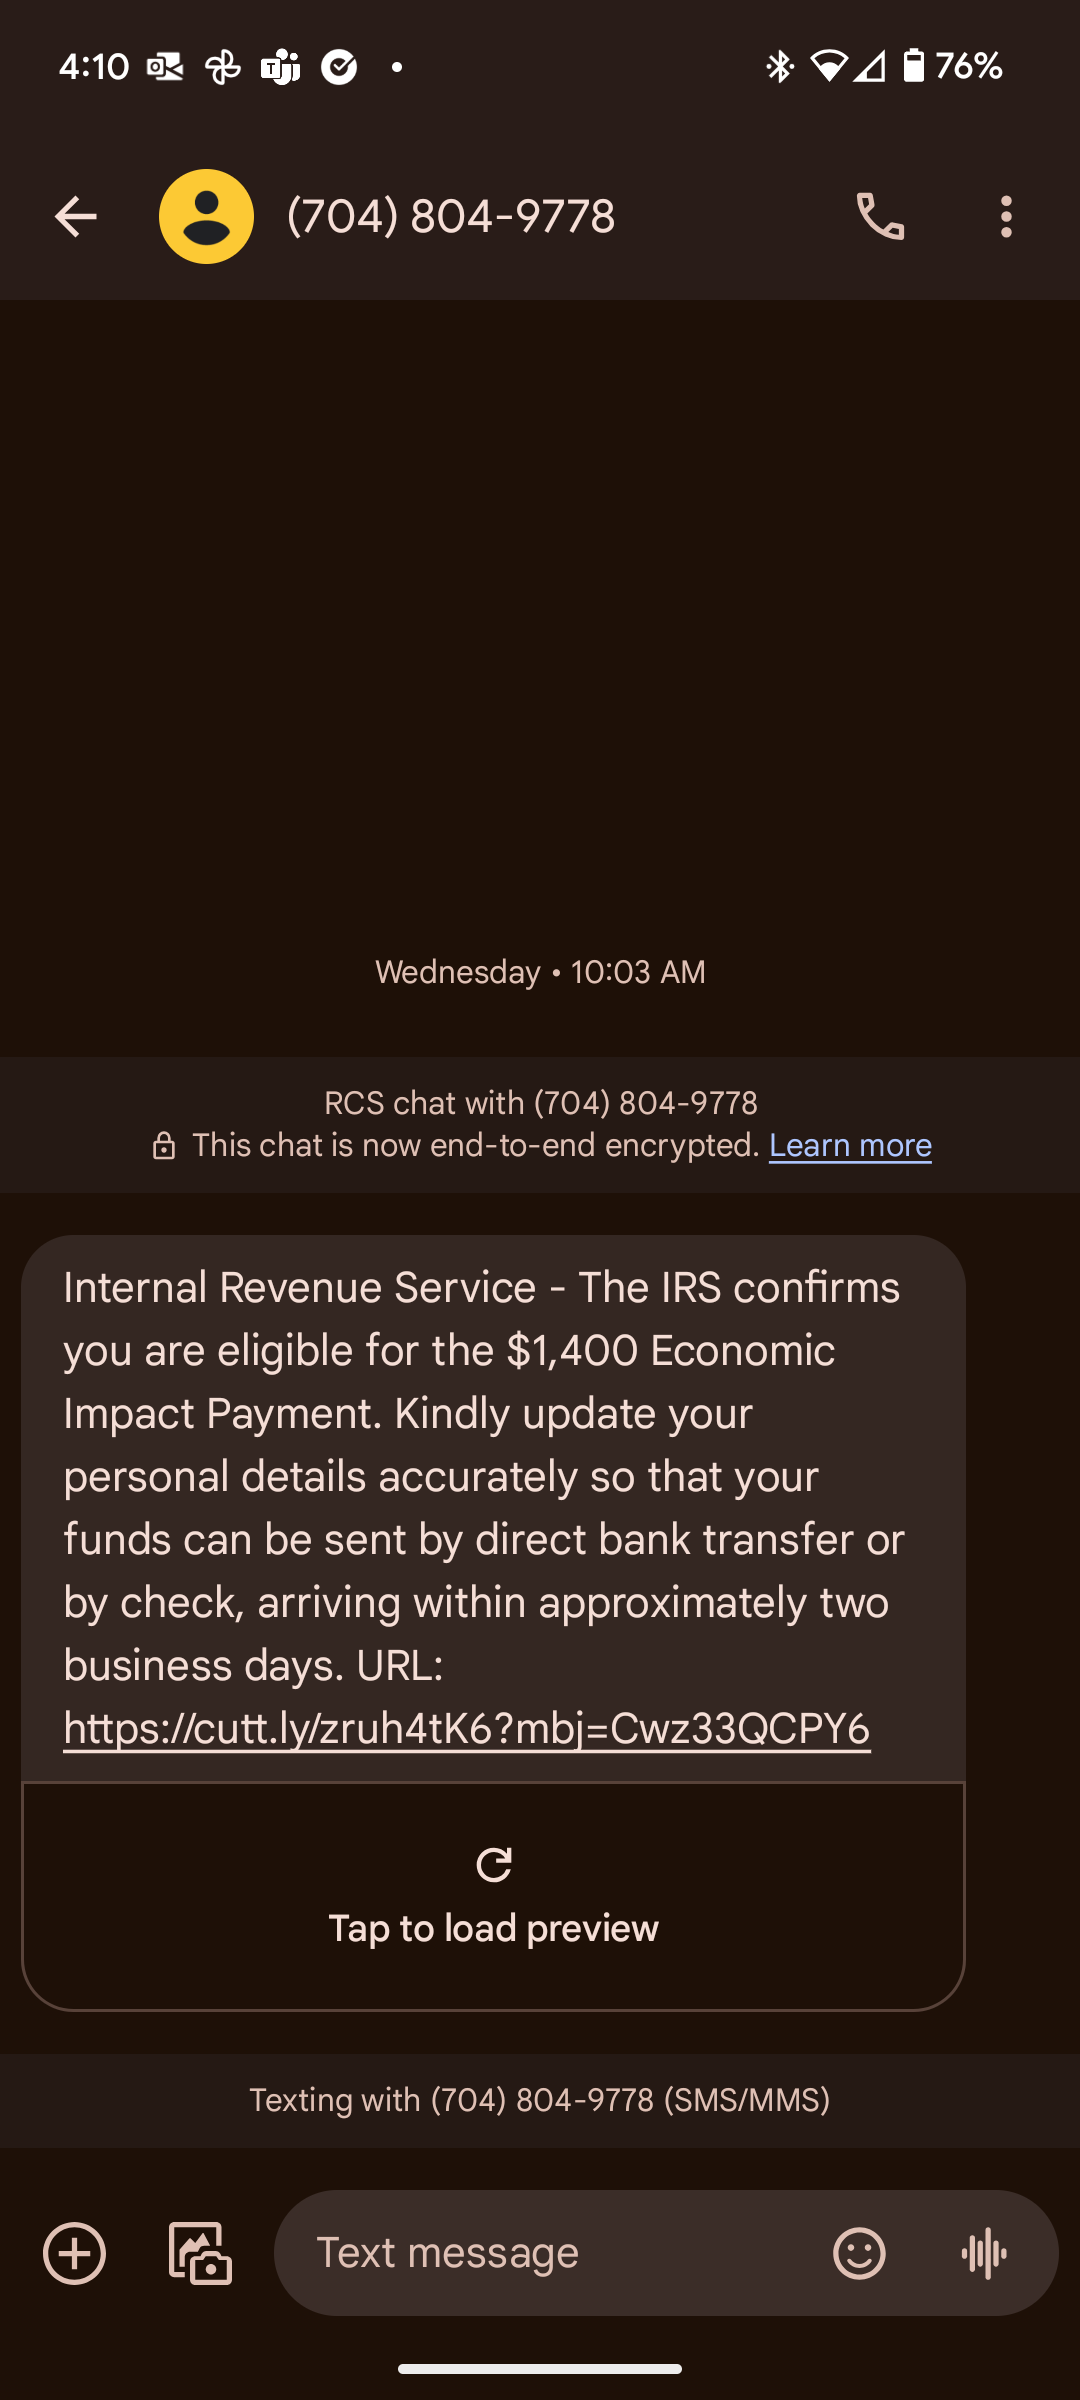 4:10
76%
(704) 804-9778
Wednesday • 10:03 AM
RCS chat with (704) 804-9778
This chat is now end-to-end encrypted. Learn more
Internal Revenue Service - The IRS confirms
you are eligible for the $1,400 Economic
Impact Payment. Kindly update your
personal details accurately so that your
funds can be sent by direct bank transfer or
by check, arriving within approximately two
business days. URL:
https://cutt.ly/zruh4tK6?mbj=Cwz33QCPY6
Tap to load preview
Texting with (704) 804-9778 (SMS/MMS)
Text message